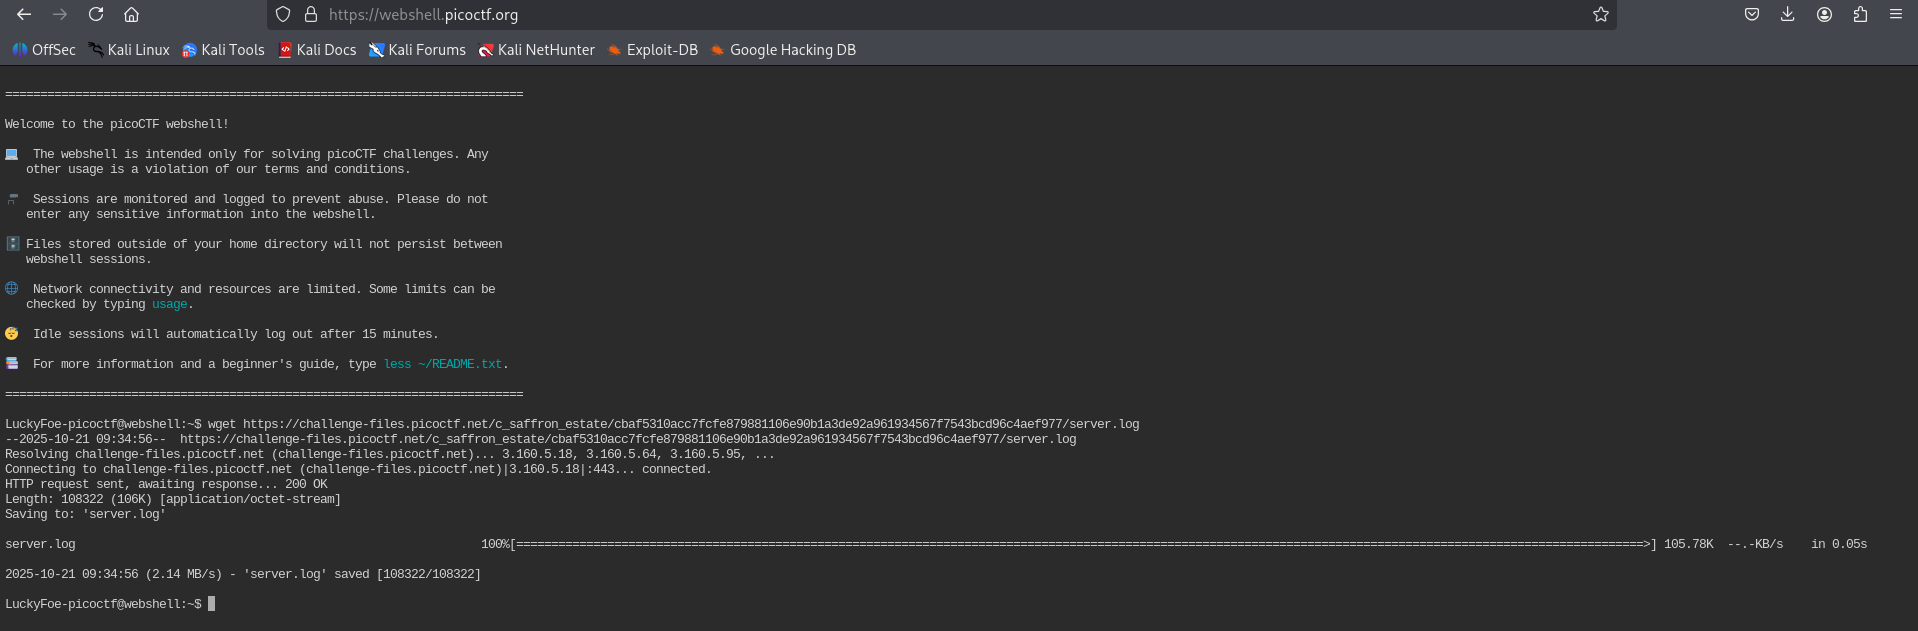 https://webshell.picoctf.org
OffSec Kali Linux Kali Tools Kali Docs Kali Forums Kali NetHunter Exploit-DB Google Hacking DB
==========================================================================
Welcome to the picoCTF webshell!
The webshell is intended only for solving picoCTF challenges. Any
other usage is a violation of our terms and conditions.
Sessions are monitored and logged to prevent abuse. Please do not
enter any sensitive information into the webshell.
Files stored outside of your home directory will not persist between
webshell sessions.
Network connectivity and resources are limited. Some limits can be
checked by typing usage.
Idle sessions will automatically log out after 15 minutes.
For more information and a beginner's guide, type less ~/README.txt.
==========================================================================
LuckyFoe-picoctf@webshell:~$ wget https://challenge-files.picoctf.net/c_saffron_estate/cbaf5310acc7fcfe879881106e90b1a3de92a961934567f7543bcd96c4aef977/server.log
--2025-10-21 09:34:56--  https://challenge-files.picoctf.net/c_saffron_estate/cbaf5310acc7fcfe879881106e90b1a3de92a961934567f7543bcd96c4aef977/server.log
Resolving challenge-files.picoctf.net (challenge-files.picoctf.net)... 3.160.5.18, 3.160.5.64, 3.160.5.95, ...
Connecting to challenge-files.picoctf.net (challenge-files.picoctf.net)|3.160.5.18|:443... connected.
HTTP request sent, awaiting response... 200 OK
Length: 108322 (106K) [application/octet-stream]
Saving to: 'server.log'
server.log 100%[=================================================================================================================================================================>] 105.78K --.-KB/s in 0.05s
2025-10-21 09:34:56 (2.14 MB/s) - 'server.log' saved [108322/108322]
LuckyFoe-picoctf@webshell:~$